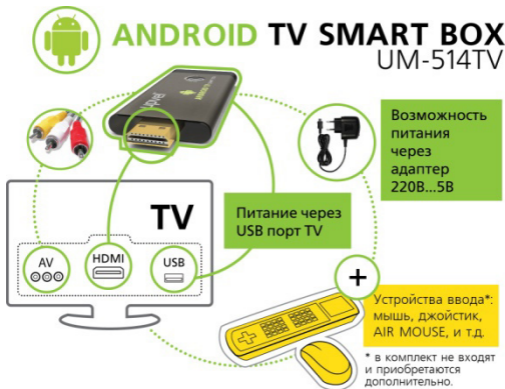 ANDROID TV SMART BOX
UM-514TV
Возможность
питания
через
адаптер
220В...5В
TV
Питание через
USB порт TV
AV
HDMI
USB
+
Устройства ввода*:
мышь, джойстик,
AIR MOUSE, и т.д.
* в комплект не входят
и приобретаются
дополнительно.